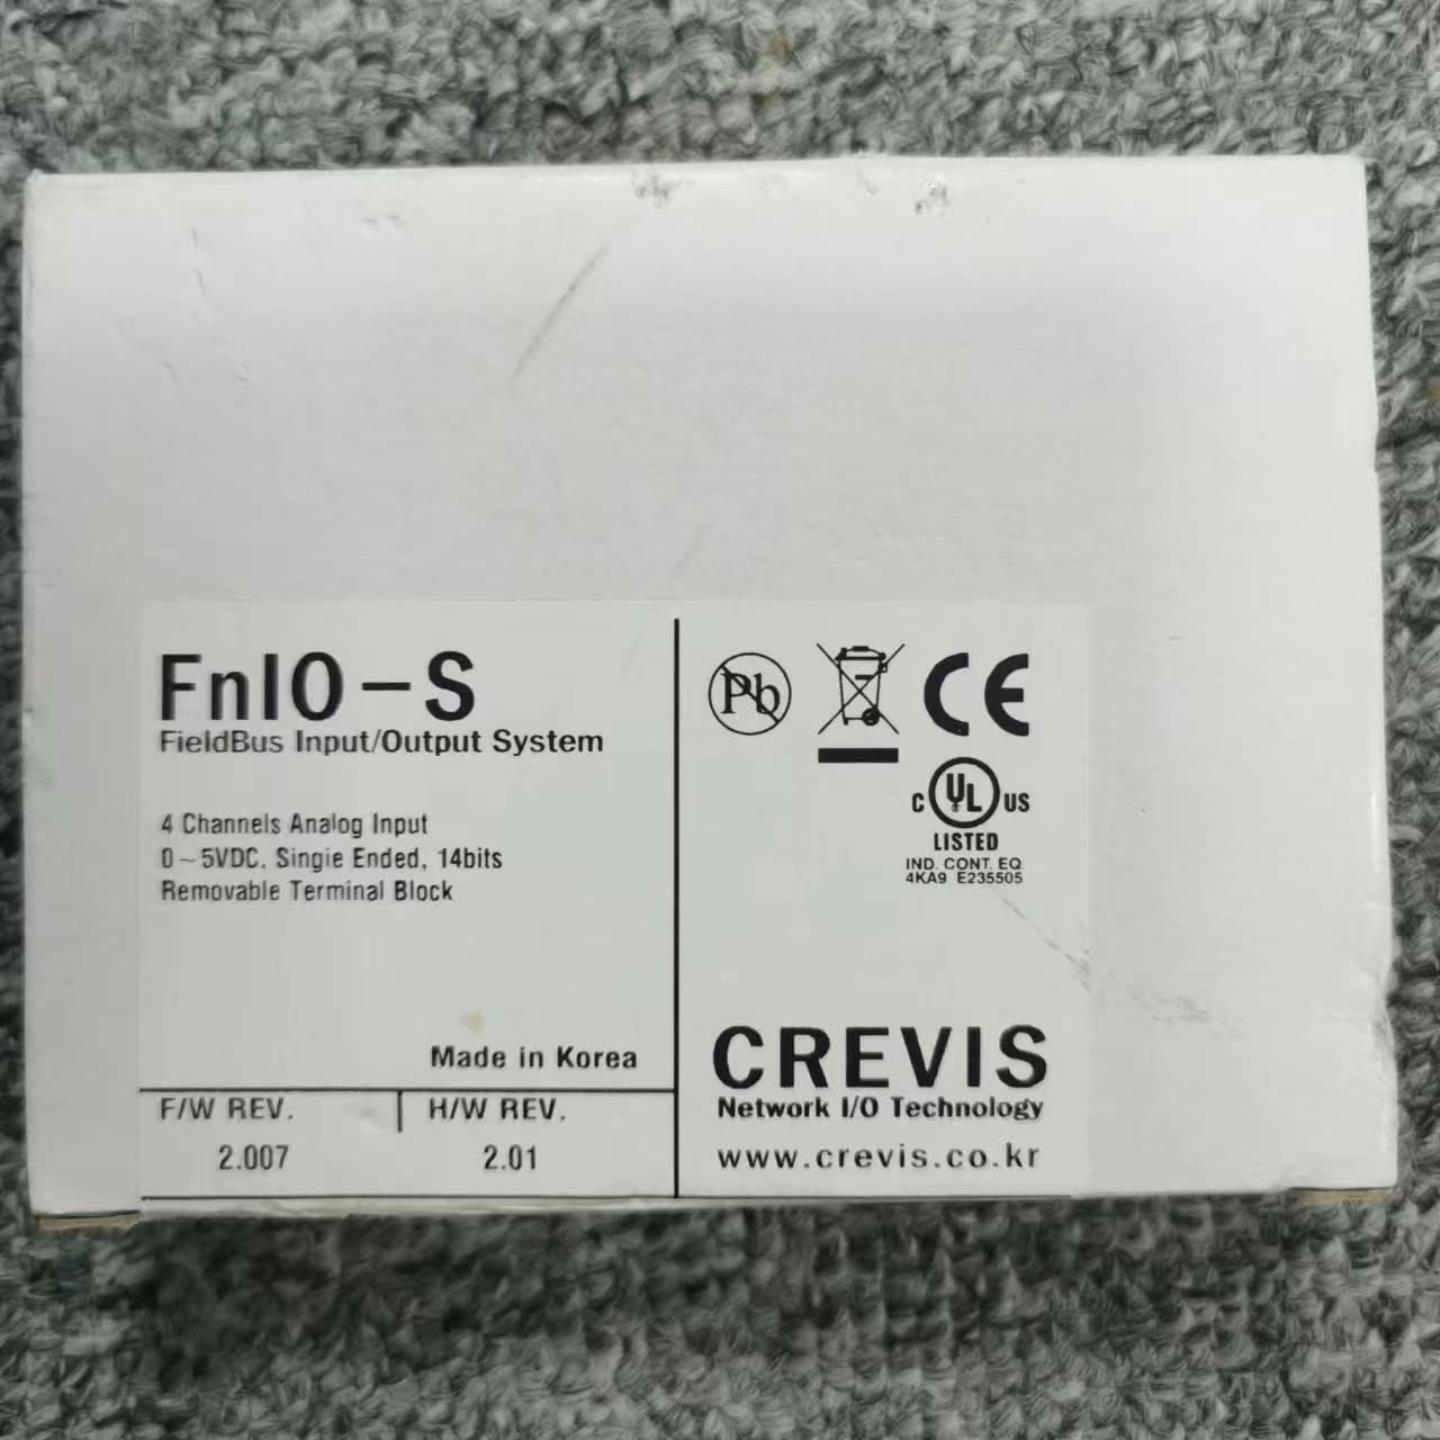 FnIO-S
FieldBus Input/Output System
4 Channels Analog Input
0~5VDC, Singie Ended, 14bits
Removable Terminal Block
Made in Korea
F/W REV.
H/W REV.
2.007
2.01
Pb
CE
C UL US
LISTED
IND. CONT. EQ.
4KA9 E235505
CREVIS
Network I/O Technology
www.crevis.co.kr